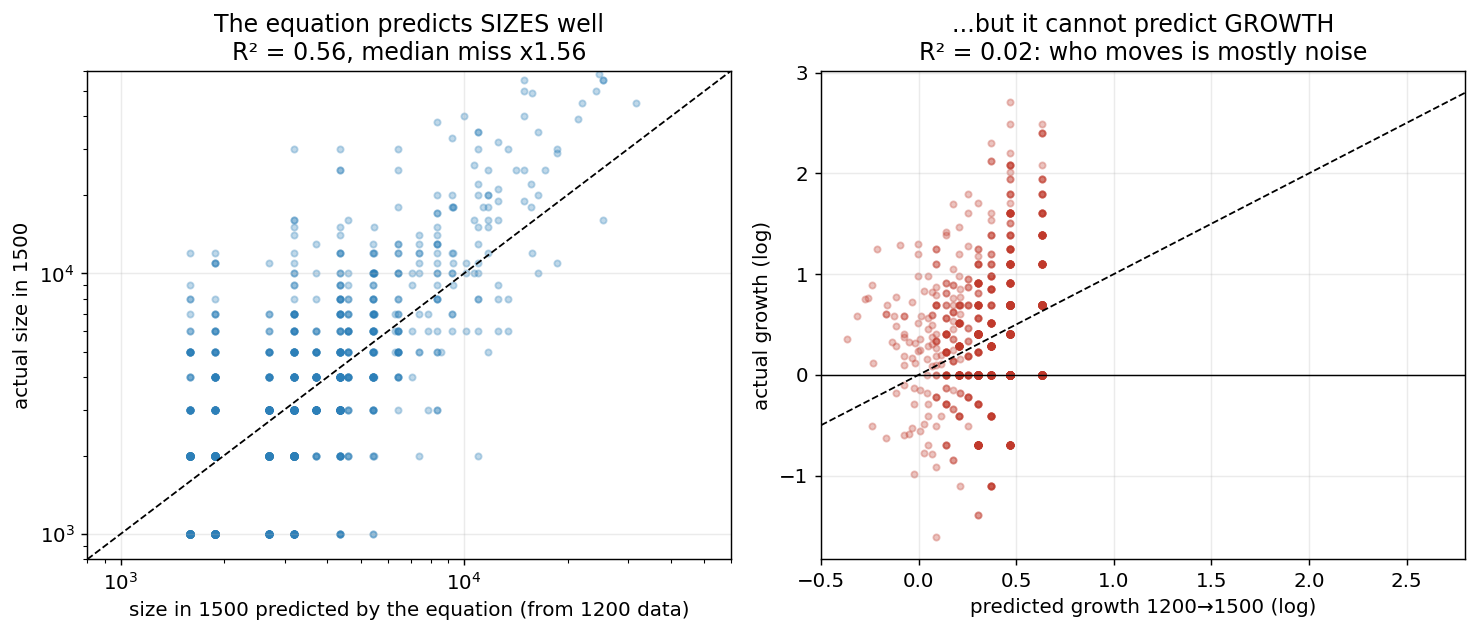 The equation predicts SIZES well
R² = 0.56, median miss x1.56
actual size in 1500
10⁴
10³
10³
10⁴
size in 1500 predicted by the equation (from 1200 data)
...but it cannot predict GROWTH
R² = 0.02: who moves is mostly noise
actual growth (log)
3
2
1
0
−1
−0.5
0.0
0.5
1.0
1.5
2.0
2.5
predicted growth 1200→1500 (log)